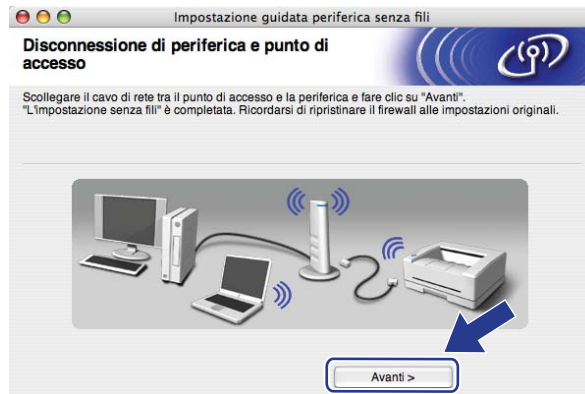 Impostazione guidata periferica senza fili
Disconnessione di periferica e punto di
accesso
Scollegare il cavo di rete tra il punto di accesso e la periferica e fare clic su "Avanti".
"L'impostazione senza fili" è completata. Ricordarsi di ripristinare il firewall alle impostazioni originali.
Avanti >